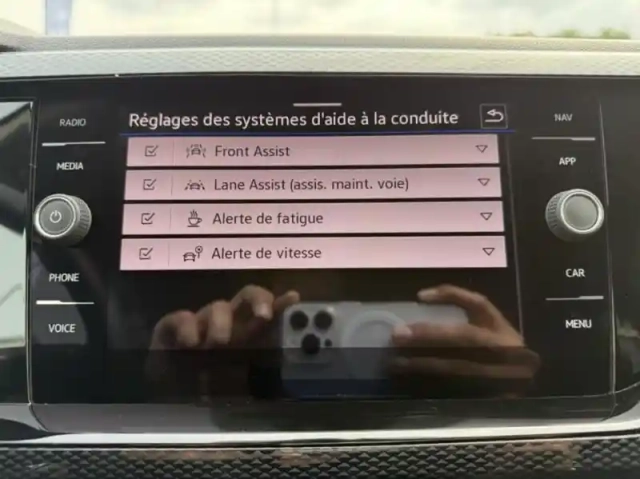 RADIO
MEDIA
PHONE
VOICE
Réglages des systèmes d'aide à la conduite
Front Assist
Lane Assist (assis. maint. voie)
Alerte de fatigue
Alerte de vitesse
NAV
APP
CAR
MENU